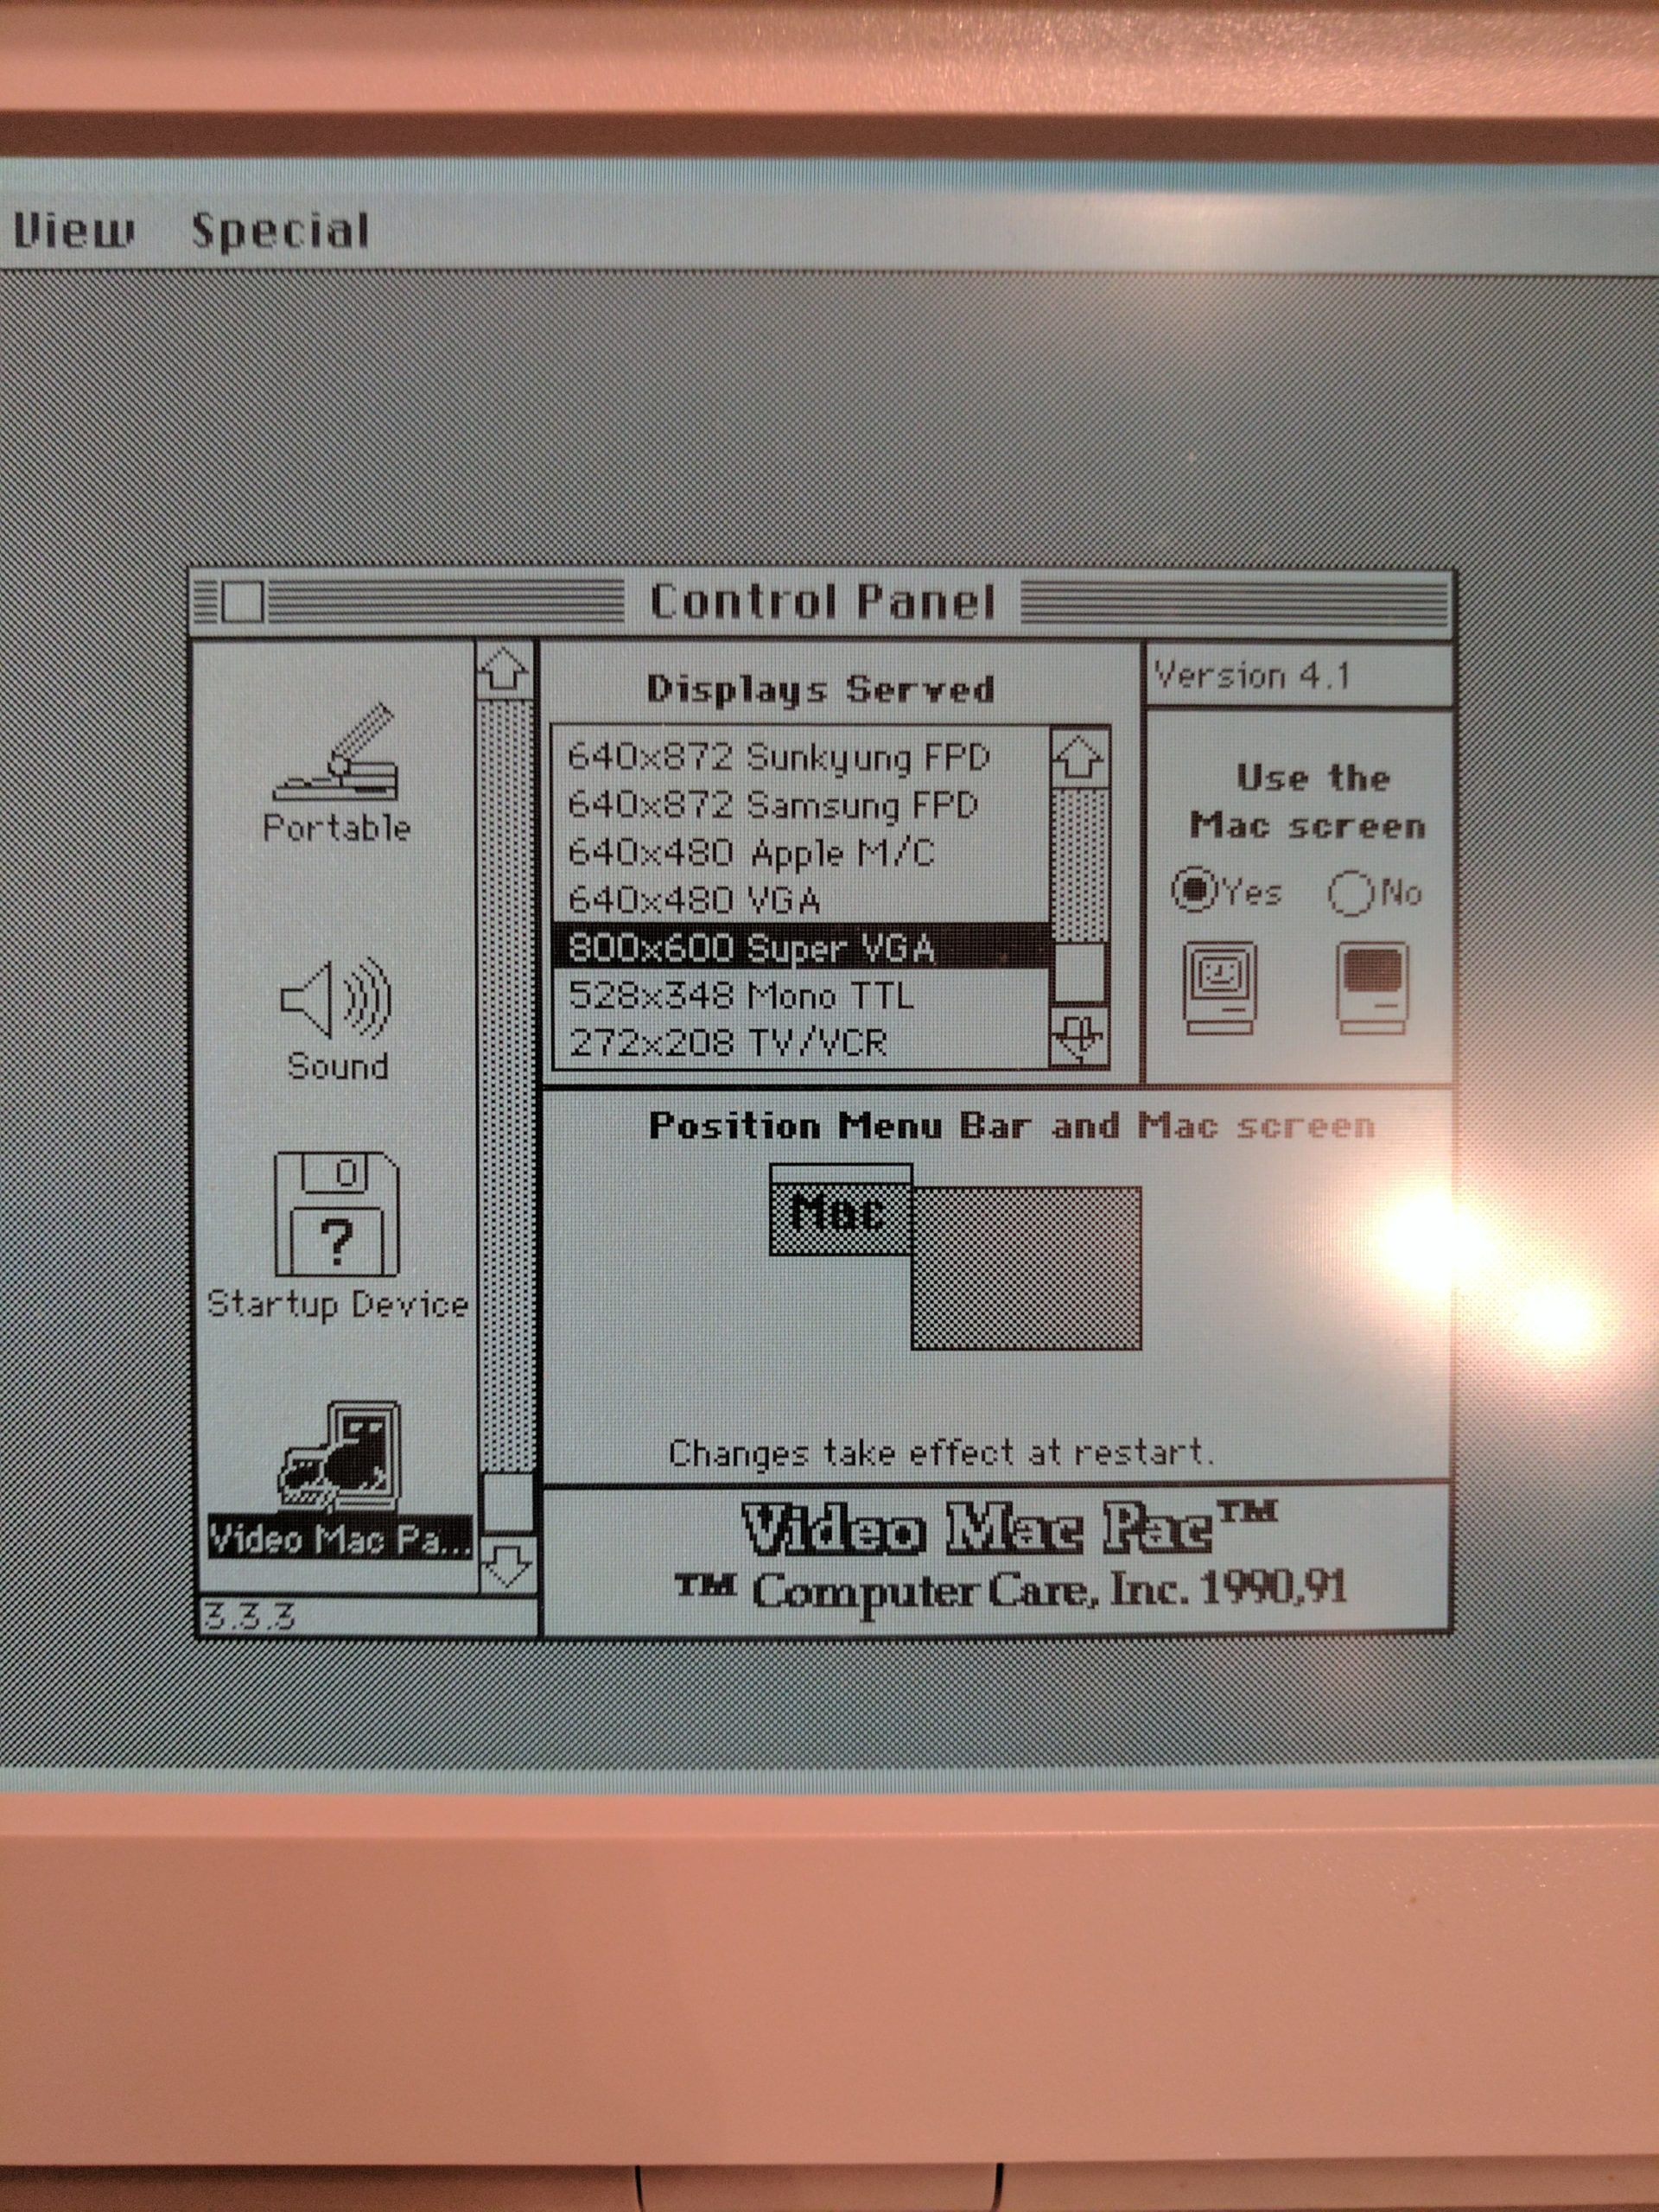 View Special
Control Panel
Portable
Sound
0
?
Startup Device
Video Mac Pa...
3.3.3
Displays Served
640x872 Sunkyung FPD
640x872 Samsung FPD
640x480 Apple M/C
640x480 VGA
800x600 Super VGA
528x348 Mono TTL
272x208 TV/VCR
Version 4.1
Use the
Mac screen
Yes No
Position Menu Bar and Mac screen
Mac
Changes take effect at restart.
Video Mac Pac™
™ Computer Care, Inc. 1990,91